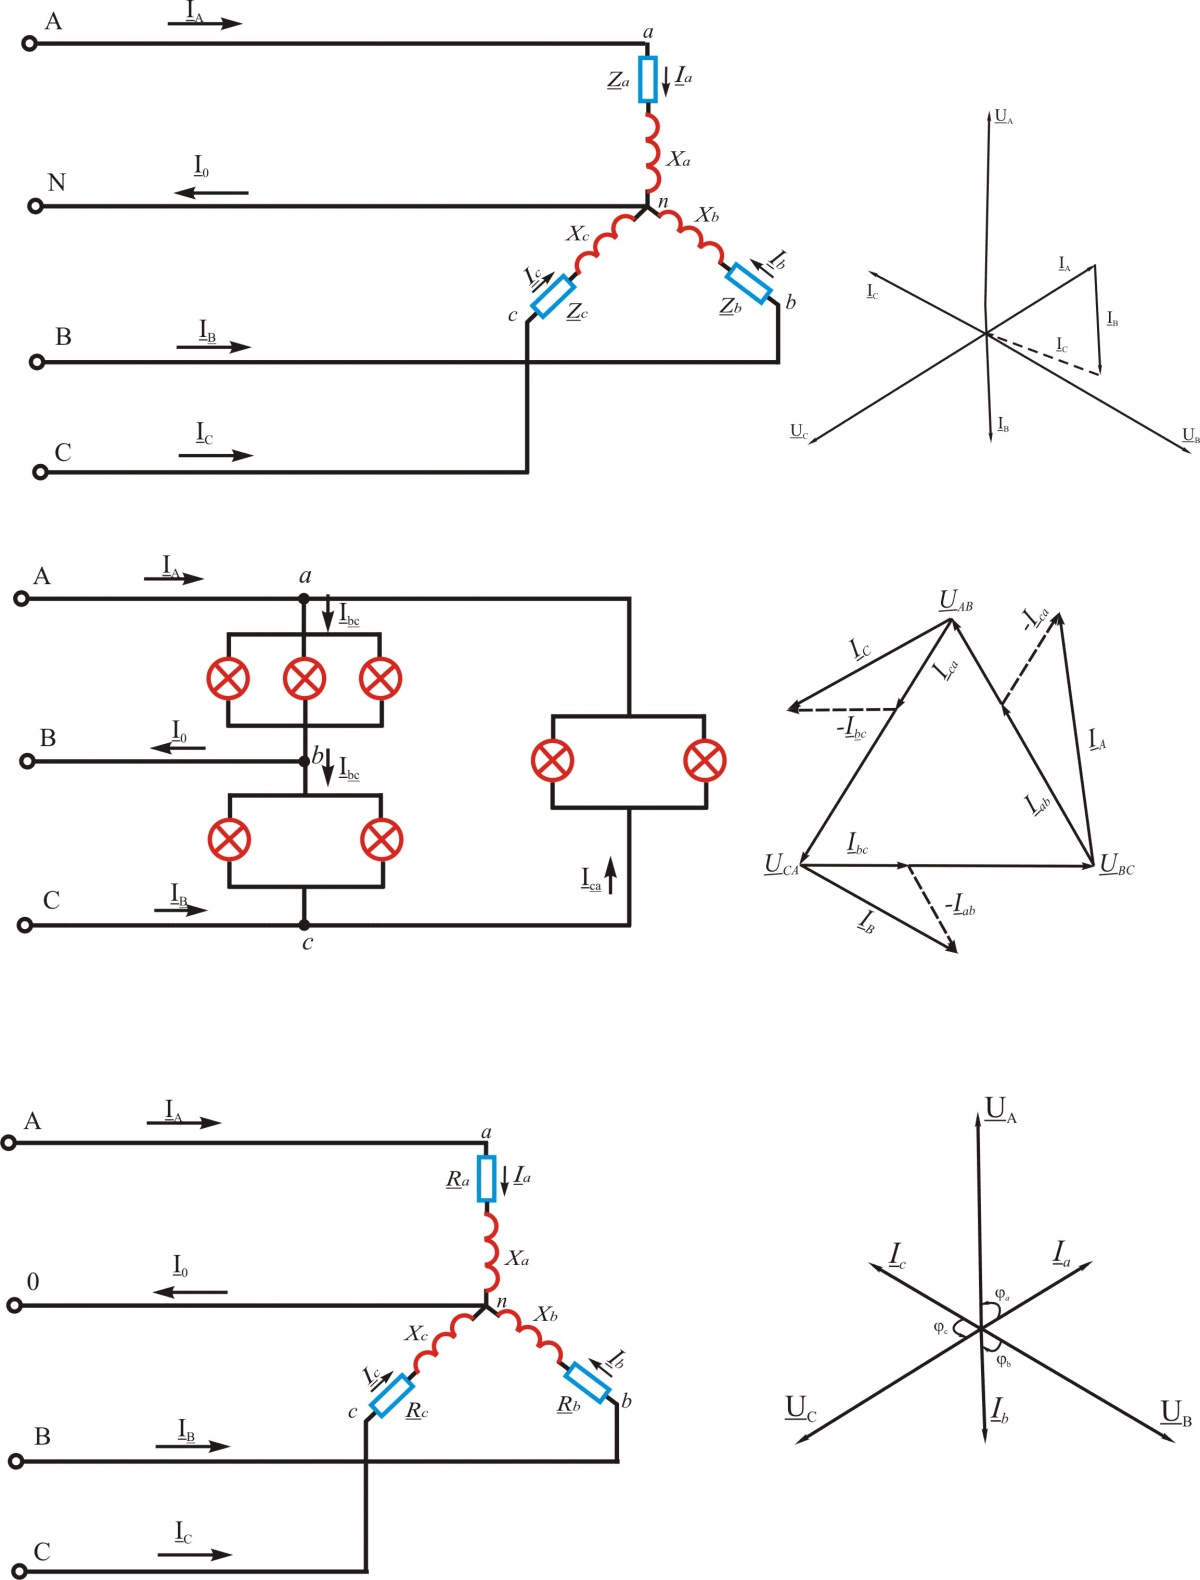 A
I_A
a
Z_a
I_a
X_a
N
I_0
n
X_c
X_b
I_c
I_b
c
Z_c
Z_b
b
B
I_B
C
I_C
U_A
I_A
I_C
I_B
I_C
U_C
I_B
U_B
A
I_A
a
I_bc
B
I_0
b
I_bc
C
I_B
I_ca
c
U_AB
-I_ca
I_C
I_ca
-I_bc
I_A
I_ab
I_bc
U_CA
U_BC
-I_ab
I_B
A
I_A
a
R_a
I_a
X_a
0
I_0
n
X_c
X_b
I_c
I_b
c
R_c
R_b
b
B
I_B
C
I_C
U_A
I_c
I_a
φ_a
φ_c
φ_b
U_C
I_b
U_B